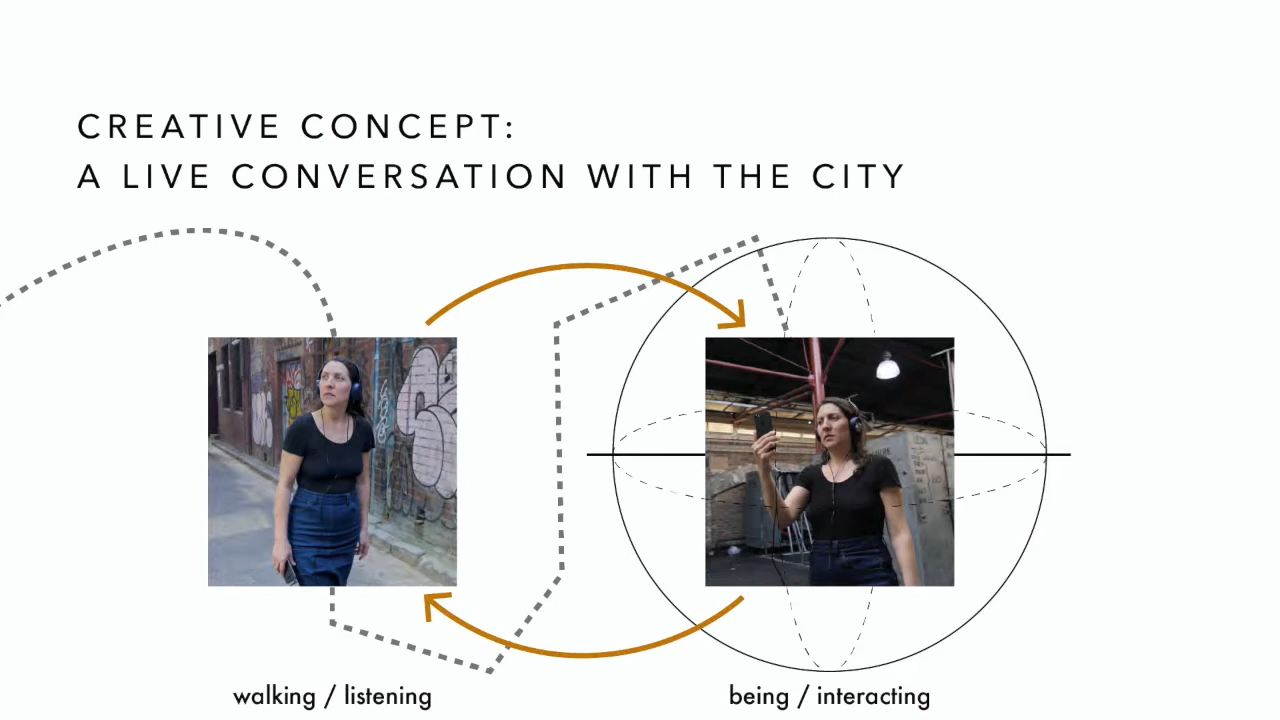 CREATIVE CONCEPT:
A LIVE CONVERSATION WITH THE CITY
walking / listening
being / interacting